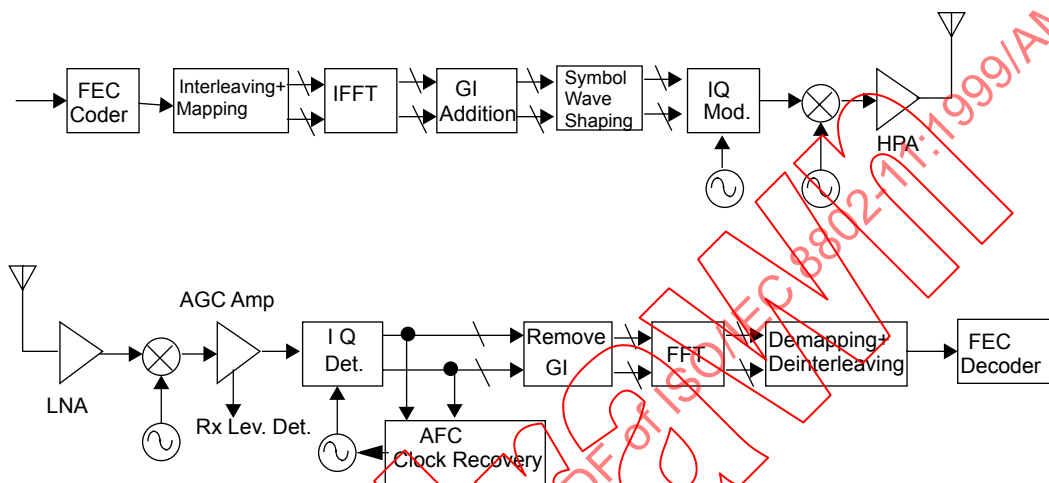 FEC
Coder
Interleaving+
Mapping
IFFT
GI
Addition
Symbol
Wave
Shaping
IQ
Mod.
HPA
AGC Amp
LNA
Rx Lev. Det.
I Q
Det.
AFC
Clock Recovery
Remove
GI
FFT
Demapping+
Deinterleaving
FEC
Decoder
DF of ISO/IEC 8802-11:1999/AM